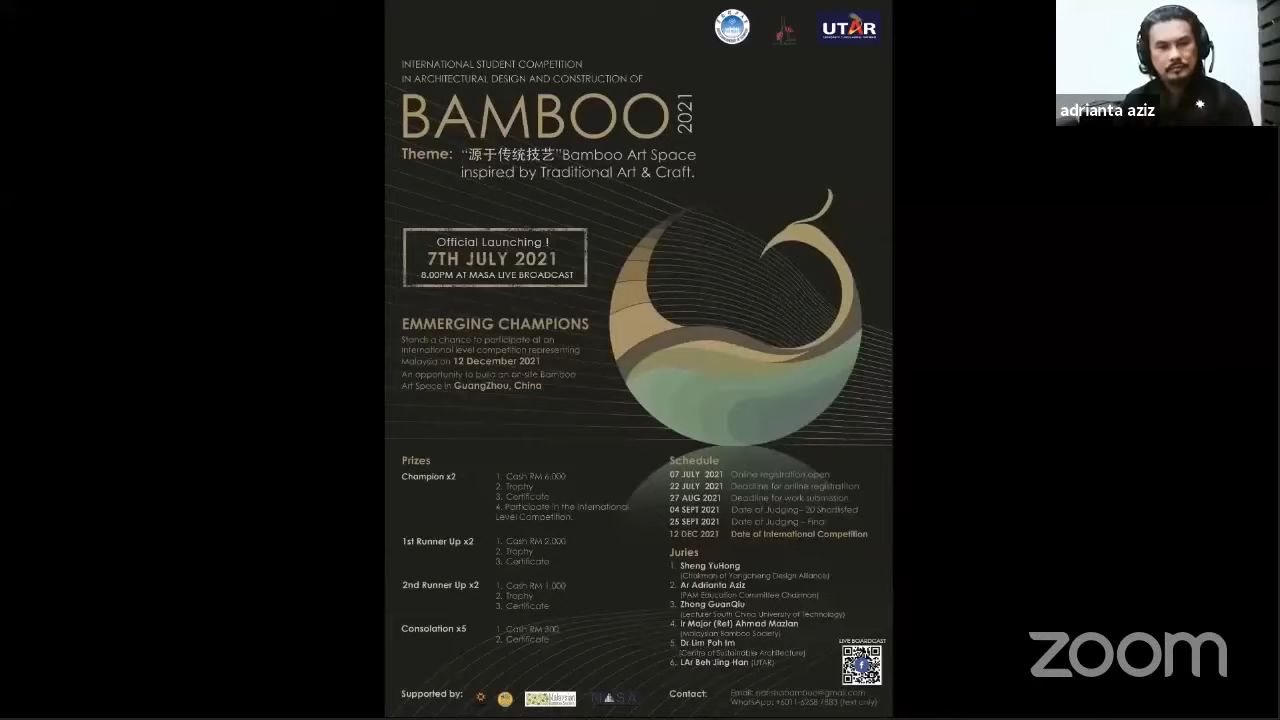 UTAR
INTERNATIONAL STUDENT COMPETITION
IN ARCHITECTURAL DESIGN AND CONSTRUCTION OF
BAMBOO 2021
Theme: “源于传统技艺”Bamboo Art Space
inspired by Traditional Art & Craft.
Official Launching !
7TH JULY 2021
8.00PM AT MASA LIVE BROADCAST
EMMERGING CHAMPIONS
Stands a chance to participate at an
International level competition representing
Malaysia on 12 December 2021
An opportunity to build an on-site Bamboo
Art Space in GuangZhou, China
Prizes
Champion x2
1. Cash RM 6,000
2. Trophy
3. Certificate
4. Participate in the International
Level Competition.
1st Runner Up x2
1. Cash RM 2,000
2. Trophy
3. Certificate
2nd Runner Up x2
1. Cash RM 1,000
2. Trophy
3. Certificate
Consolation x5
1. Cash RM 300
2. Certificate
Schedule
07 JULY 2021 Online registration open
22 JULY 2021 Deadline for online registration
27 AUG 2021 Deadline for work submission
04 SEPT 2021 Date of Judging– 20 Shortlisted
25 SEPT 2021 Date of Judging – Final
12 DEC 2021 Date of International Competition
Juries
1. Sheng YuHong
(Chairman of Yangcheng Design Alliance)
2. Ar Adrianta Aziz
(PAM Education Committee Chairman)
3. Zhong GuanQiu
(Lecturer South China University of Technology)
4. Ir Major (Ret) Ahmad Mazlan
(Malaysian Bamboo Society)
5. Dr Lim Poh Im
(Centre of Sustainable Architecture)
6. LAr Beh Jing Han (UTAR)
LIVE BOARDCAST
Supported by:
Malaysian
Bamboo Society
MASA
Contact:
WhatsApp: +6011-6258 7883 (text only)
adrianta aziz
zoom